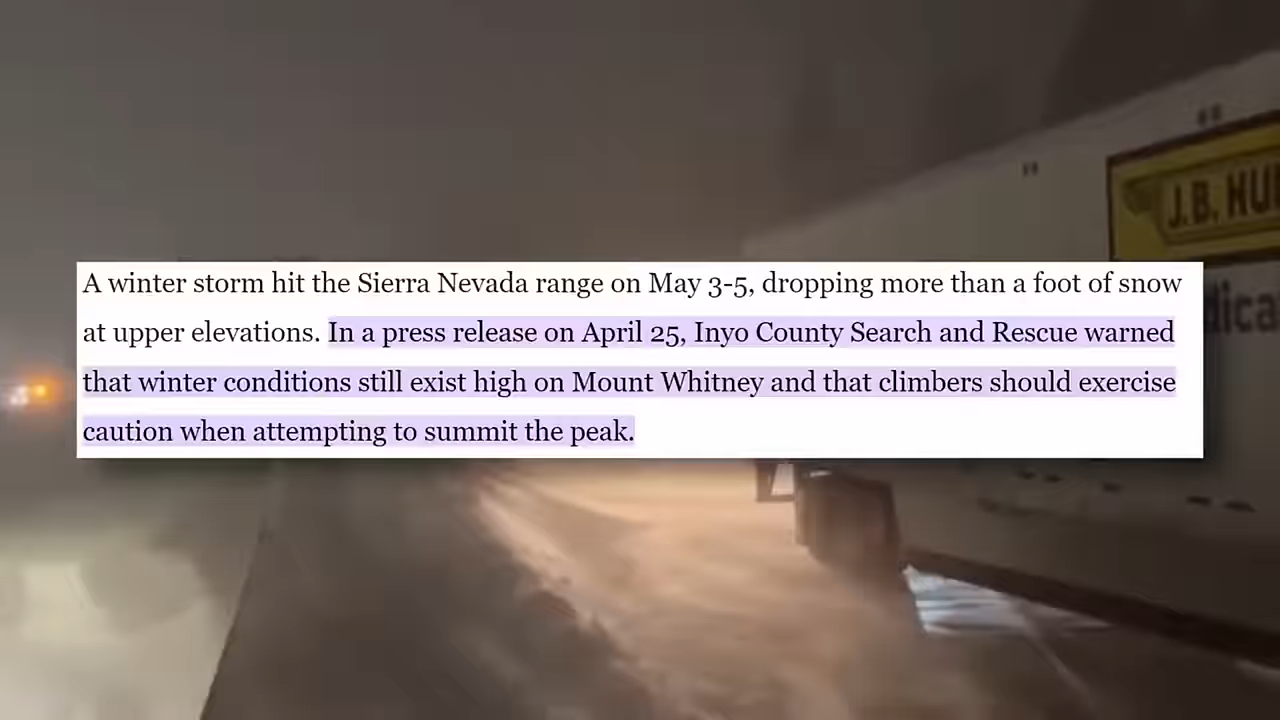 J.B. HU
A winter storm hit the Sierra Nevada range on May 3-5, dropping more than a foot of snow
at upper elevations. In a press release on April 25, Inyo County Search and Rescue warned
that winter conditions still exist high on Mount Whitney and that climbers should exercise
caution when attempting to summit the peak.
dica